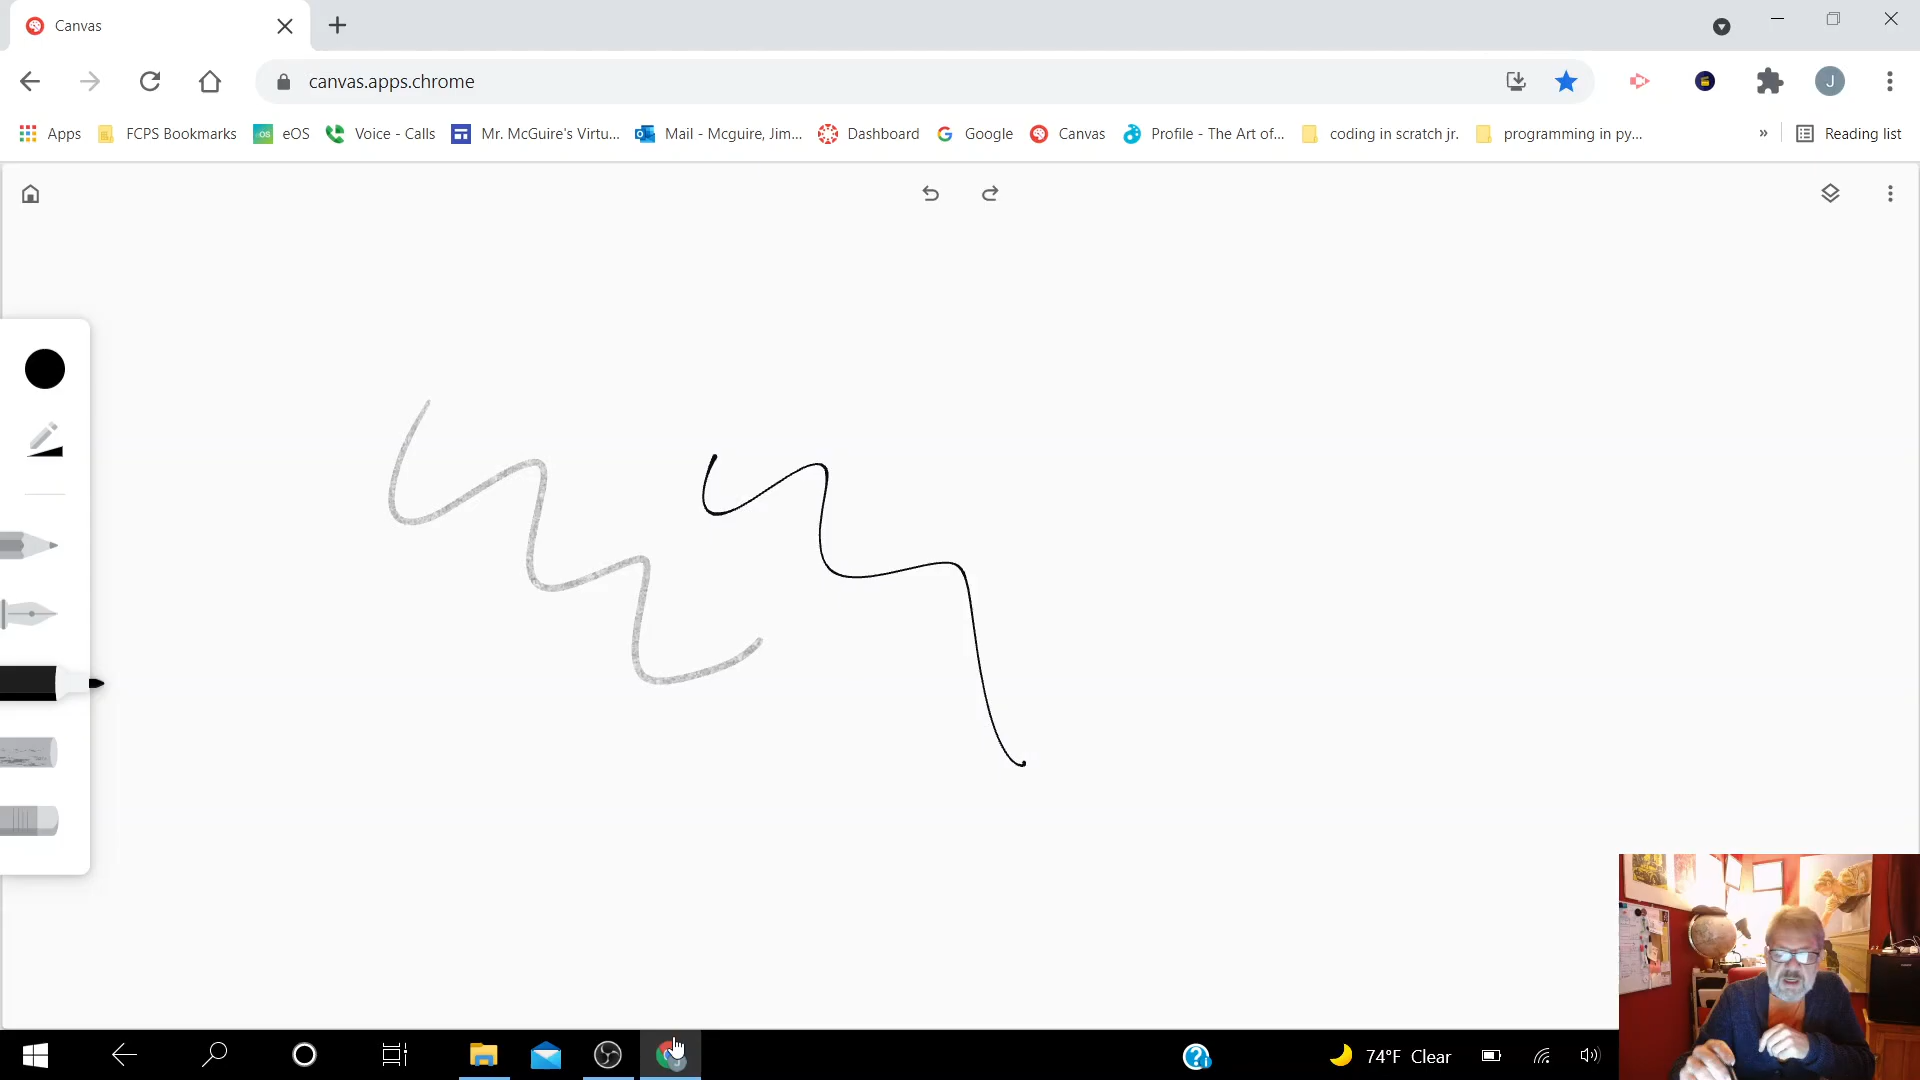 Canvas
canvas.apps.chrome
J
Apps FCPS Bookmarks eOS Voice - Calls Mr. McGuire's Virtu... Mail - Mcguire, Jim... Dashboard Google Canvas Profile - The Art of... coding in scratch jr. programming in py... » Reading list
74°F Clear